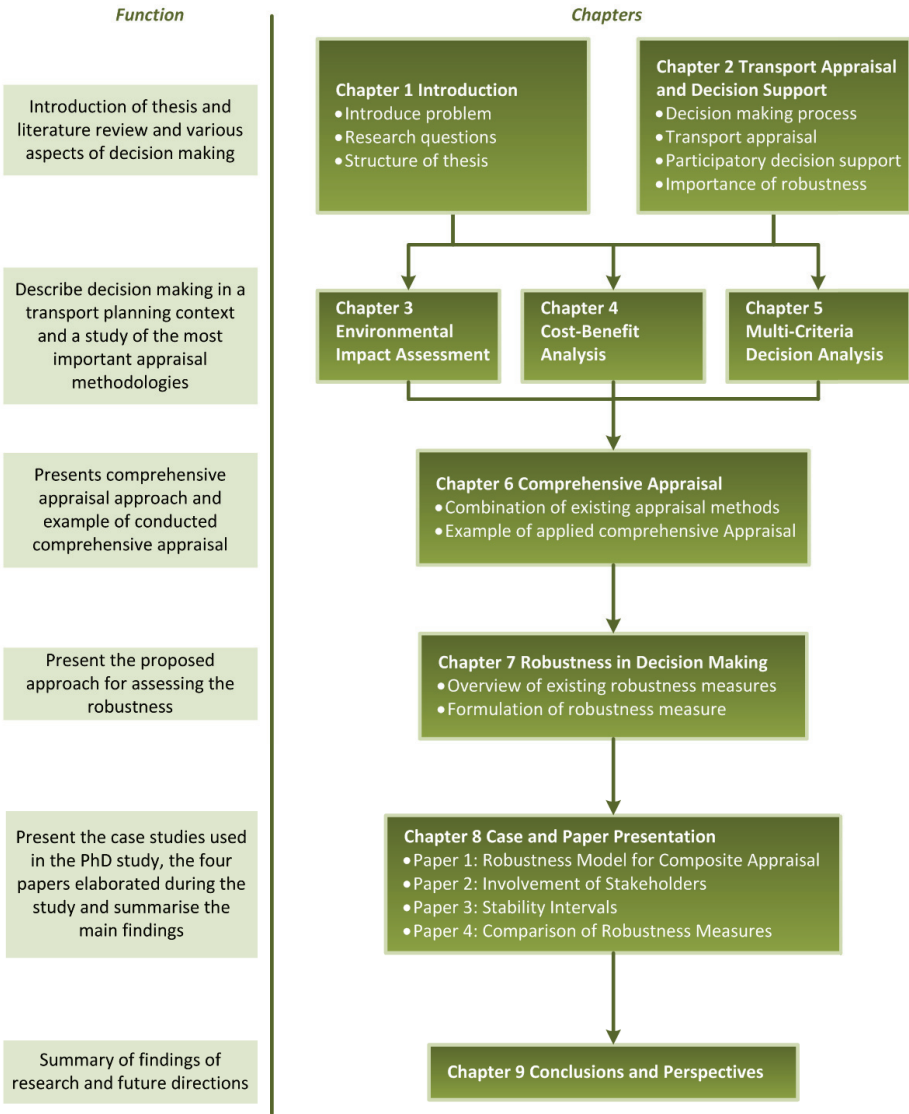 Function
Chapters
Introduction of thesis and
literature review and various
aspects of decision making
Chapter 1 Introduction
•Introduce problem
•Research questions
•Structure of thesis
Chapter 2 Transport Appraisal
and Decision Support
•Decision making process
•Transport appraisal
•Participatory decision support
•Importance of robustness
Describe decision making in a
transport planning context
and a study of the most
important appraisal
methodologies
Chapter 3
Environmental
Impact Assessment
Chapter 4
Cost-Benefit
Analysis
Chapter 5
Multi-Criteria
Decision Analysis
Presents comprehensive
appraisal approach and
example of conducted
comprehensive appraisal
Chapter 6 Comprehensive Appraisal
•Combination of existing appraisal methods
•Example of applied comprehensive Appraisal
Present the proposed
approach for assessing the
robustness
Chapter 7 Robustness in Decision Making
•Overview of existing robustness measures
•Formulation of robustness measure
Present the case studies used
in the PhD study, the four
papers elaborated during the
study and summarise the
main findings
Chapter 8 Case and Paper Presentation
•Paper 1: Robustness Model for Composite Appraisal
•Paper 2: Involvement of Stakeholders
•Paper 3: Stability Intervals
•Paper 4: Comparison of Robustness Measures
Summary of findings of
research and future directions
Chapter 9 Conclusions and Perspectives